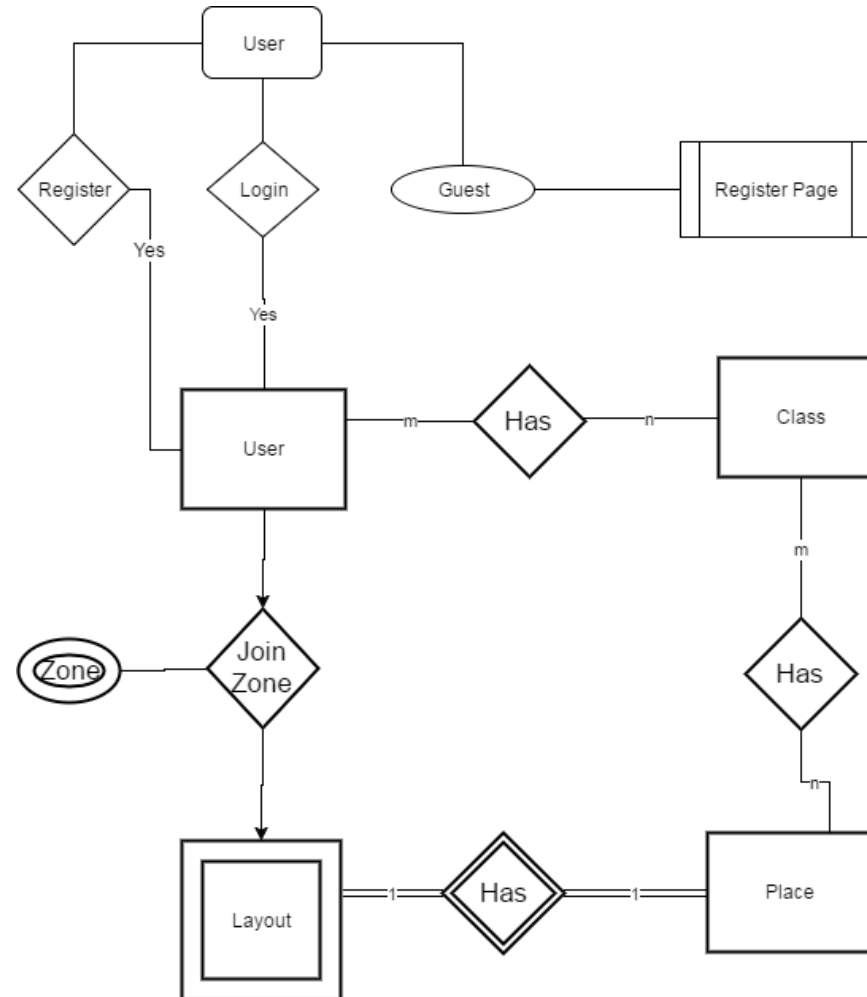 User
Register
Login
Guest
Register Page
Yes
Yes
User
m
Has
n
Class
m
Join
Zone
Zone
Has
n
Layout
1
Has
1
Place